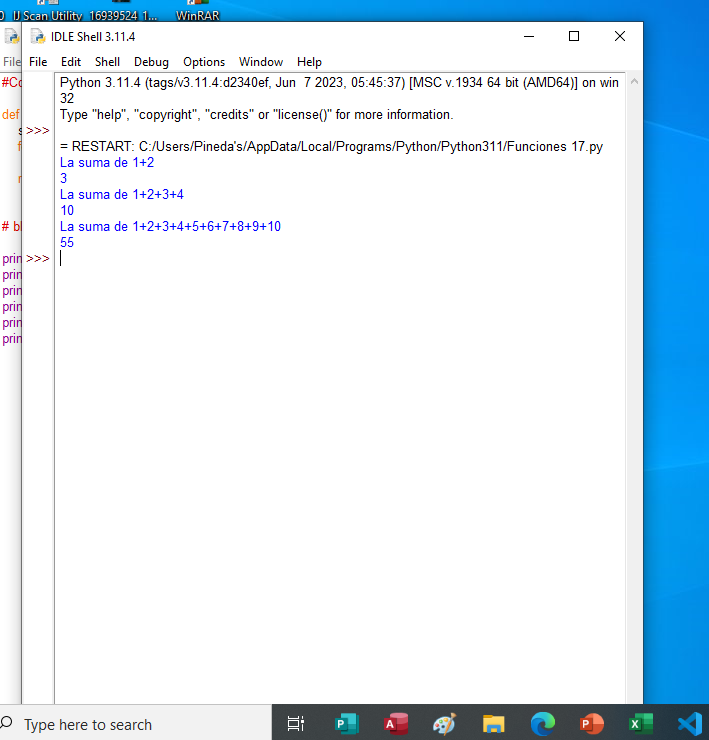 IJ Scan Utility 16939524_1... WinRAR
IDLE Shell 3.11.4
File
File Edit Shell Debug Options Window Help
#Co
Python 3.11.4 (tags/v3.11.4:d2340ef, Jun  7 2023, 05:45:37) [MSC v.1934 64 bit (AMD64)] on win
32
def
Type "help", "copyright", "credits" or "license()" for more information.
>>>
= RESTART: C:/Users/Pineda's/AppData/Local/Programs/Python/Python311/Funciones 17.py
La suma de 1+2
3
La suma de 1+2+3+4
10
# bl
La suma de 1+2+3+4+5+6+7+8+9+10
55
prin
>>>
prin
prin
prin
prin
prin
Type here to search